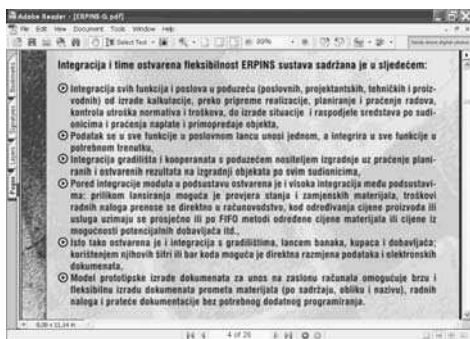 Adobe Reader - [ERPINS-G.pdf]
File Edit View Document Tools Window Help
Select Text
Bookmarks
Signatures
Layers
Pages
Integracija i time ostvarena fleksibilnost ERPINS sustava sadržana je u sljedećem:
Integracija svih funkcija i poslova u poduzeću (poslovnih, projektantskih, tehničkih i proiz-
vodnih) od izrade kalkulacije, preko pripreme realizacije, planiranje i praćenje radova,
kontrola utroška normativa i troškova, do izrade situacije i raspodjele sredstava po sudi-
onicima i praćenja naplate i primopredaje objekta,
Podatak se u sve funkcije u poslovnom lancu unosi jednom, a integrira u sve funkcije u
potrebnom trenutku,
Integracija gradilišta i kooperanata s poduzećem nositeljem izgradnje uz praćenje plani-
ranih i ostvarenih rezultata na izgradnji objekata po svim sudionicima,
Pored integracije modula u podsustavu ostvarena je i visoka integracija među podsustavi-
ma: prilikom lansiranja moguća je provjera stanja i zamjenskih materijala, troškovi
radnih naloga prenose se direktno u računovodstvo, kod određivanja cijene proizvoda ili
usluga uzimaju se prosječno ili po FIFO metodi određene cijene materijala ili cijene iz
mogućnosti potencijalnih dobavljača itd.,
Isto tako ostvarena je i integracija s gradilištima, lancem banaka, kupaca i dobavljača;
korištenjem njihovih šifri ili bar koda moguća je direktna razmjena podataka i elektronskih
dokumenata,
Model prototipske izrade dokumenata za unos na zaslonu računala omogućuje brzu i
fleksibilnu izradu dokumenata prometa materijala (po sadržaju, obliku i nazivu), radnih
naloga i prateće dokumentacije bez potrebnog dodatnog programiranja.
4 of 26